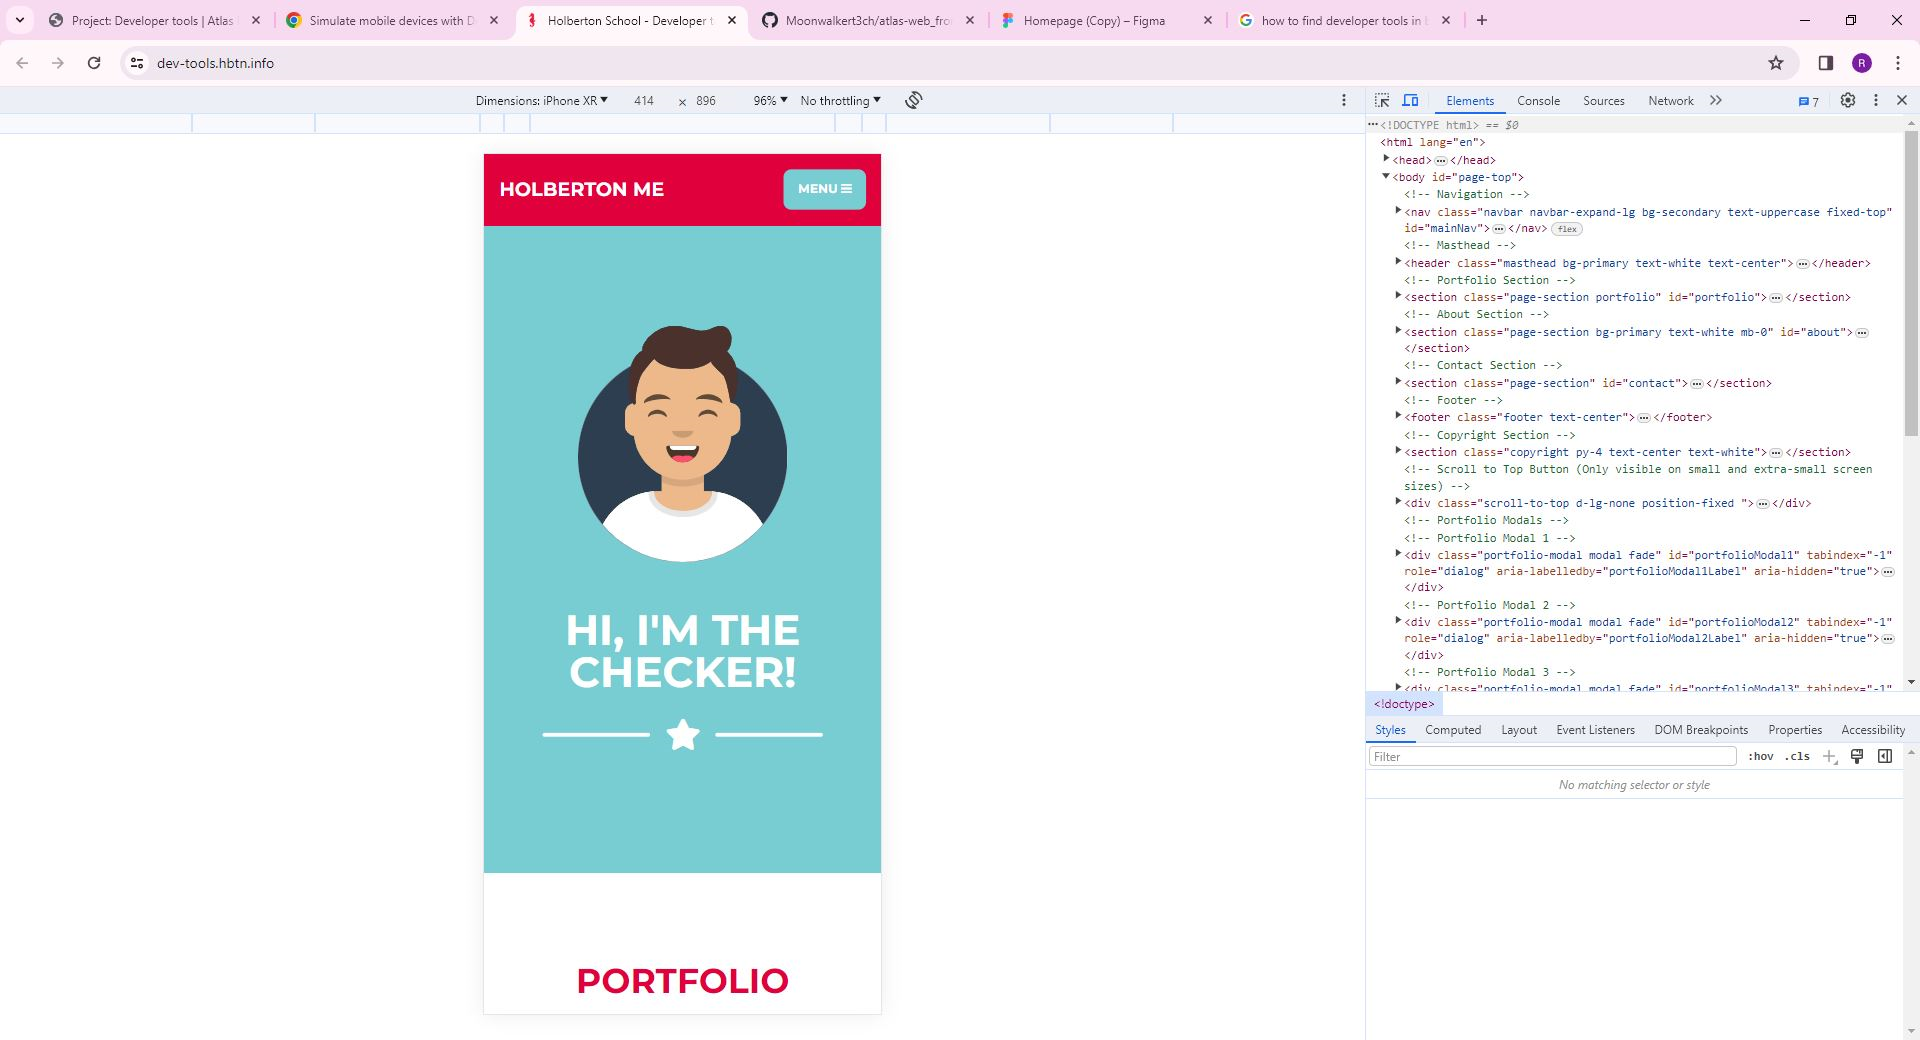 Project: Developer tools | Atlas
Simulate mobile devices with D
Holberton School - Developer t
Moonwalkert3ch/atlas-web_fro
Homepage (Copy) – Figma
how to find developer tools in b
dev-tools.hbtn.info
R
Dimensions: iPhone XR 414 × 896 96% No throttling
Elements Console Sources Network 7
HOLBERTON ME
MENU
HI, I'M THE
CHECKER!
PORTFOLIO
<!DOCTYPE html> == $0
<html lang="en">
<head> </head>
<body id="page-top">
<!-- Navigation -->
<nav class="navbar navbar-expand-lg bg-secondary text-uppercase fixed-top"
id="mainNav"> </nav> flex
<!-- Masthead -->
<header class="masthead bg-primary text-white text-center"> </header>
<!-- Portfolio Section -->
<section class="page-section portfolio" id="portfolio"> </section>
<!-- About Section -->
<section class="page-section bg-primary text-white mb-0" id="about">
</section>
<!-- Contact Section -->
<section class="page-section" id="contact"> </section>
<!-- Footer -->
<footer class="footer text-center"> </footer>
<!-- Copyright Section -->
<section class="copyright py-4 text-center text-white"> </section>
<!-- Scroll to Top Button (Only visible on small and extra-small screen
sizes) -->
<div class="scroll-to-top d-lg-none position-fixed "> </div>
<!-- Portfolio Modals -->
<!-- Portfolio Modal 1 -->
<div class="portfolio-modal modal fade" id="portfolioModal1" tabindex="-1"
role="dialog" aria-labelledby="portfolioModal1Label" aria-hidden="true">
</div>
<!-- Portfolio Modal 2 -->
<div class="portfolio-modal modal fade" id="portfolioModal2" tabindex="-1"
role="dialog" aria-labelledby="portfolioModal2Label" aria-hidden="true">
</div>
<!-- Portfolio Modal 3 -->
<div class="portfolio-modal modal fade" id="portfolioModal3" tabindex="-1"
<!doctype>
Styles Computed Layout Event Listeners DOM Breakpoints Properties Accessibility
Filter :hov .cls
No matching selector or style